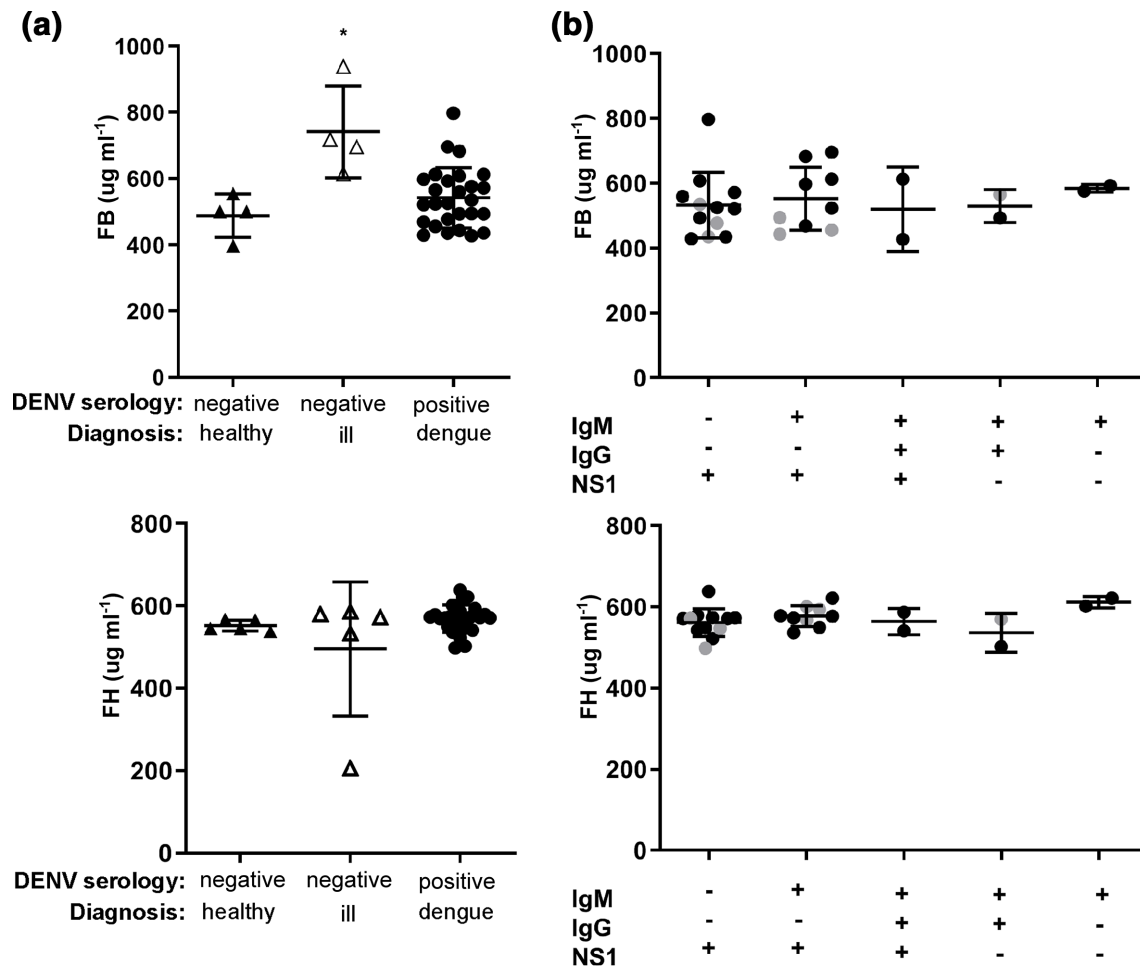 (a)
*
FB (ug ml-1)
1000
800
600
400
200
0
DENV serology: negative negative positive
Diagnosis: healthy ill dengue
(b)
FB (ug ml-1)
1000
800
600
400
200
0
IgM - + + + +
IgG - - + + -
NS1 + + + - -
FH (ug ml-1)
800
600
400
200
0
DENV serology: negative negative positive
Diagnosis: healthy ill dengue
FH (ug ml-1)
800
600
400
200
0
IgM - + + + +
IgG - - + + -
NS1 + + + - -